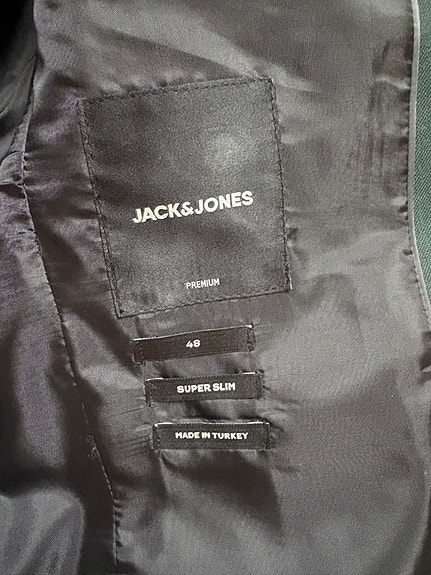 JACK&JONES
PREMIUM
48
SUPER SLIM
MADE IN TURKEY